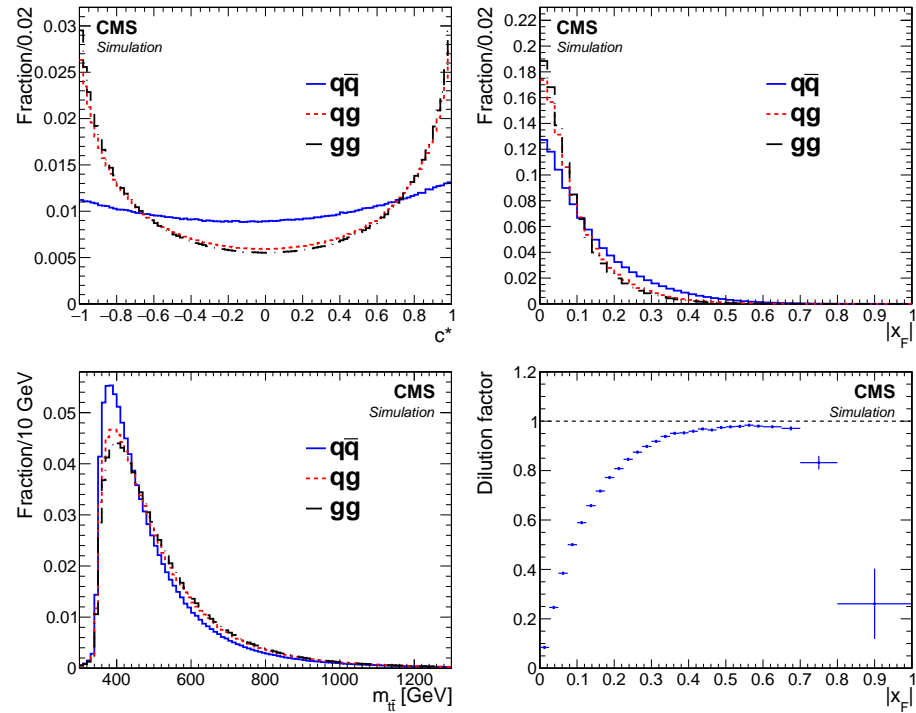 CMS
Simulation
Fraction/0.02
0.03
0.025
0.02
0.015
0.01
0.005
0
qq̅
qg
gg
−1 −0.8 −0.6 −0.4 −0.2 0 0.2 0.4 0.6 0.8 1
c*
CMS
Simulation
Fraction/0.02
0.22
0.2
0.18
0.16
0.14
0.12
0.1
0.08
0.06
0.04
0.02
0
qq̅
qg
gg
0 0.1 0.2 0.3 0.4 0.5 0.6 0.7 0.8 0.9 1
|x_F|
CMS
Simulation
Fraction/10 GeV
0.05
0.04
0.03
0.02
0.01
0
qq̅
qg
gg
400 600 800 1000 1200
m_tt̅ [GeV]
CMS
Simulation
Dilution factor
1.2
1
0.8
0.6
0.4
0.2
0
0 0.1 0.2 0.3 0.4 0.5 0.6 0.7 0.8 0.9 1
|x_F|